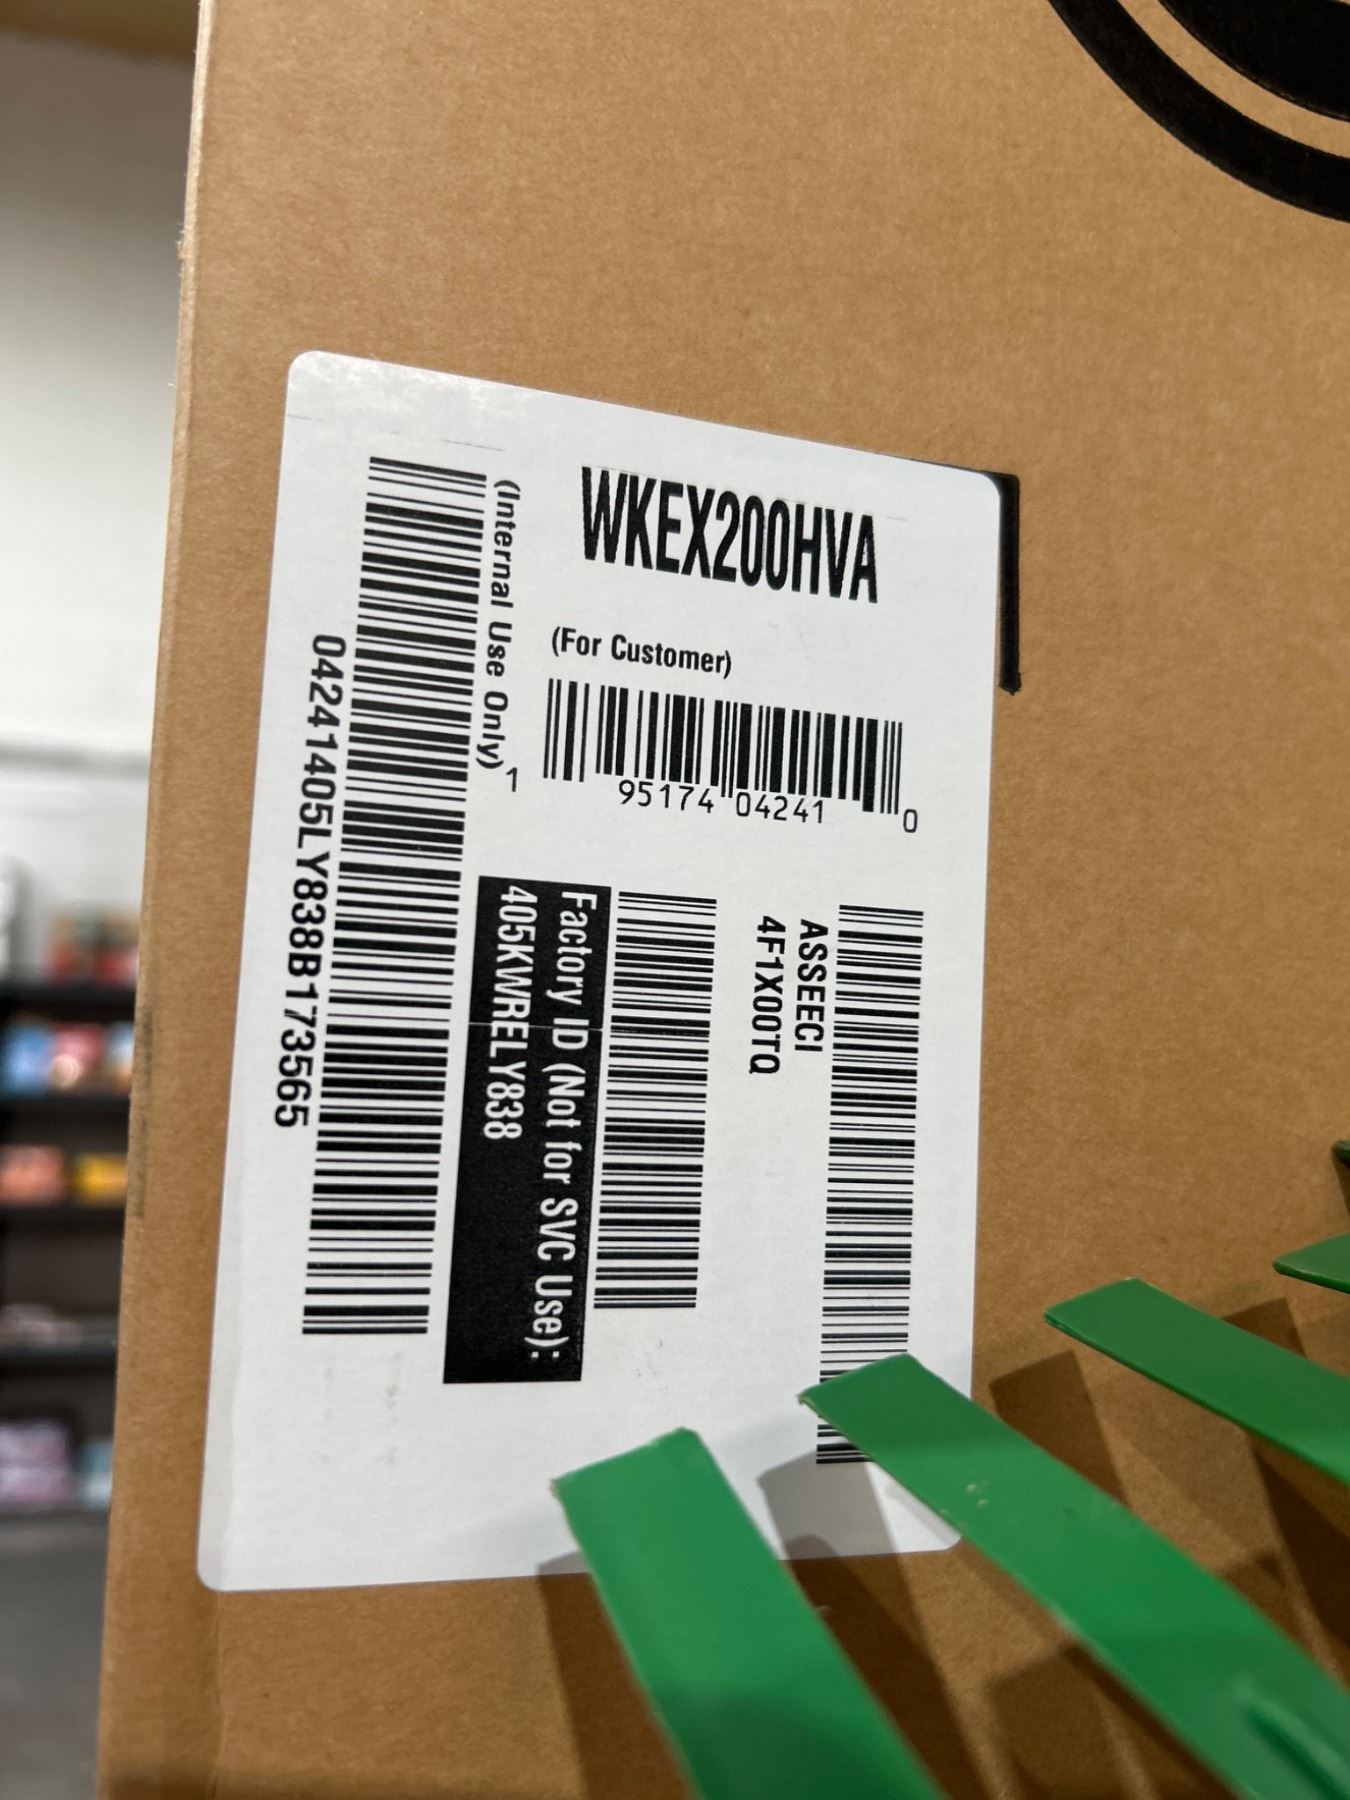 WKEX200HVA
(For Customer)
1 95174 04241 0
(Internal Use Only)
04241405LY838B173565
Factory ID (Not for SVC Use):
405KWRELY838
ASSEECI
4F1X00TQ